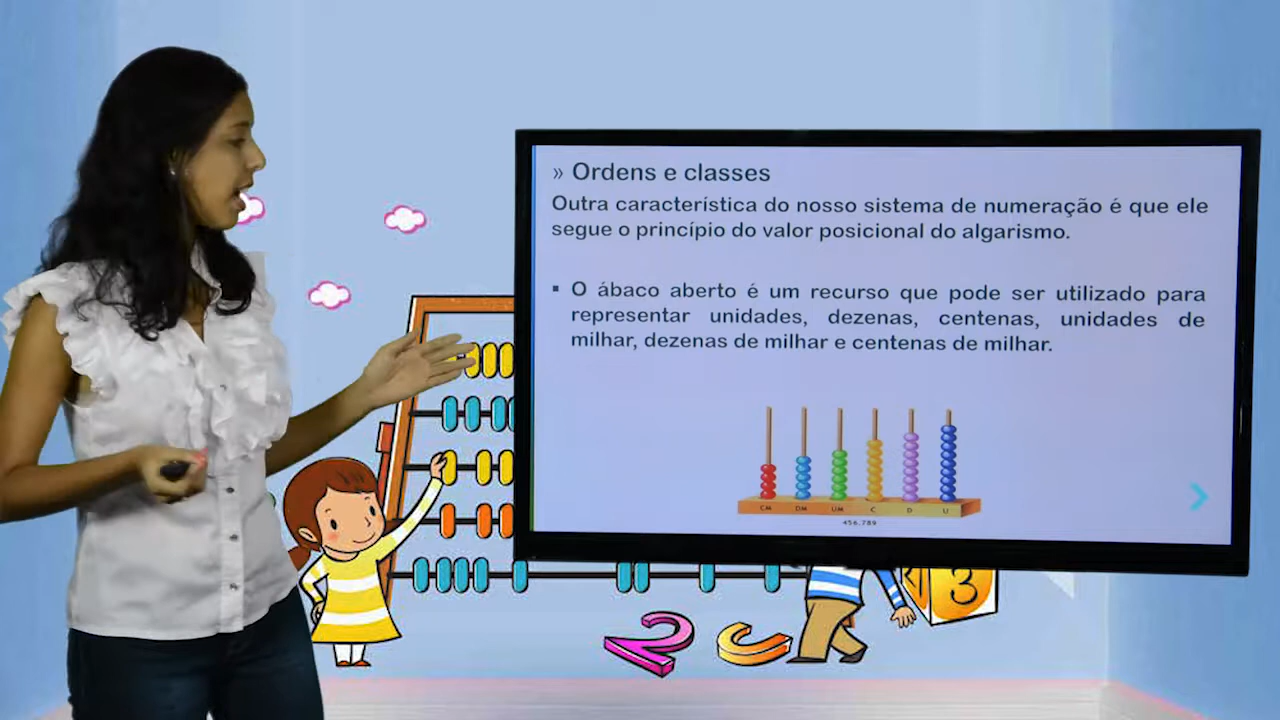 » Ordens e classes
Outra característica do nosso sistema de numeração é que ele
segue o princípio do valor posicional do algarismo.
▪ O ábaco aberto é um recurso que pode ser utilizado para
representar unidades, dezenas, centenas, unidades de
milhar, dezenas de milhar e centenas de milhar.
CM DM UM C D U
456.789
3
2